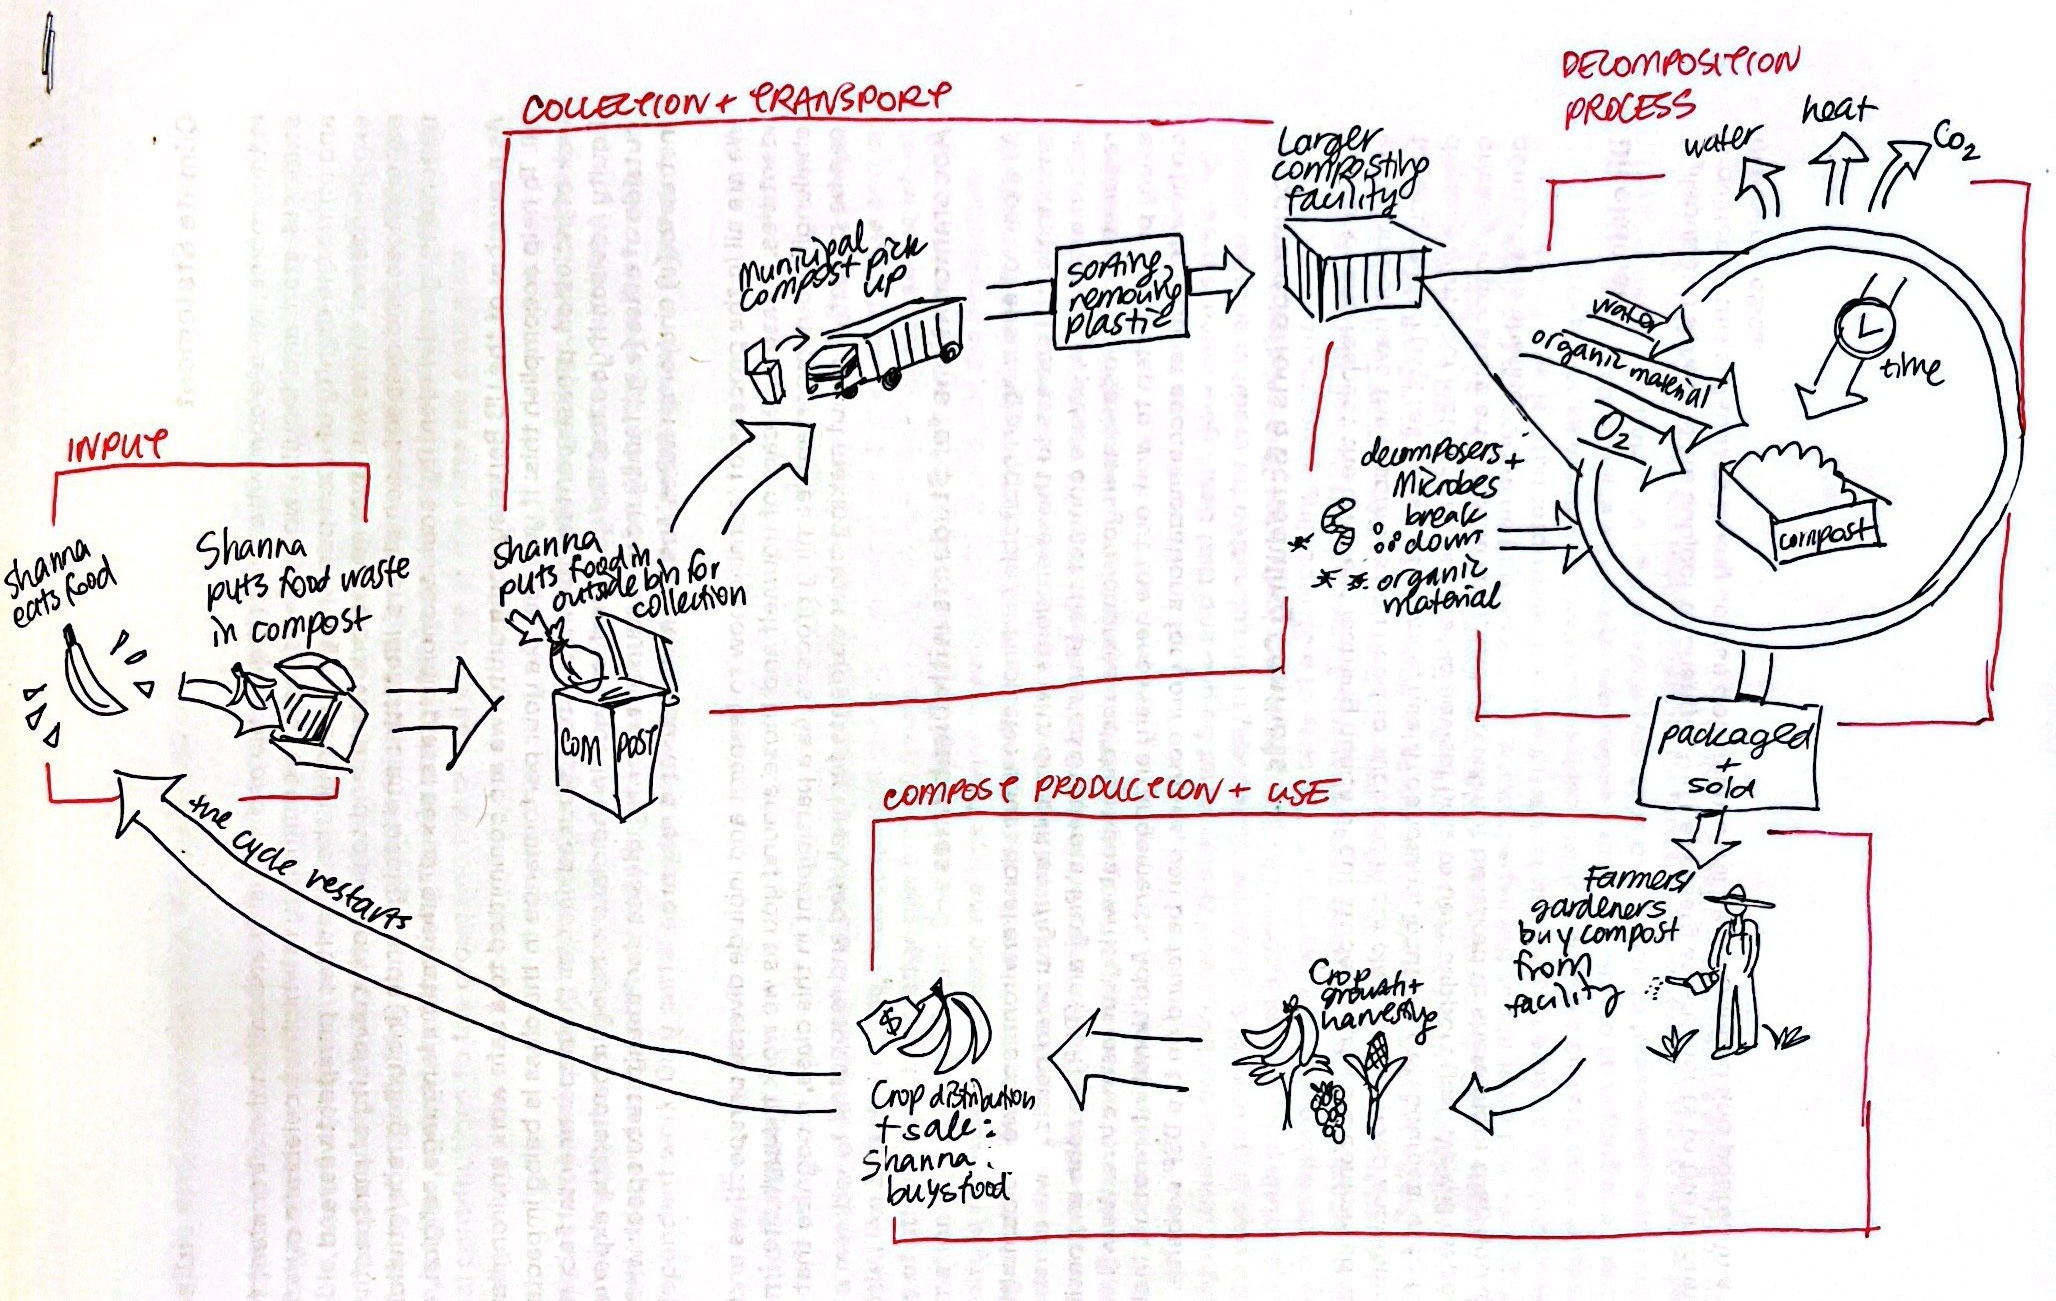 INPUT
Shanna
eats food
Shanna
puts food waste
in compost
COLLECTION + TRANSPORT
Shanna
puts food in
outside bin for
collection
COM POST
Municipal
compost pick
up
sorting,
removing
plastic
Larger
composting
facility
DECOMPOSITION
PROCESS
water
heat
CO2
water
organic material
O2
time
compost
decomposers +
Microbes
break
down
organic
material
packaged
+
sold
COMPOST PRODUCTION + USE
Farmers/
gardeners
buy compost
from
facility
Crop
growth +
harvesting
$
Crop distribution
+ sale:
Shanna
buys food
the cycle restarts